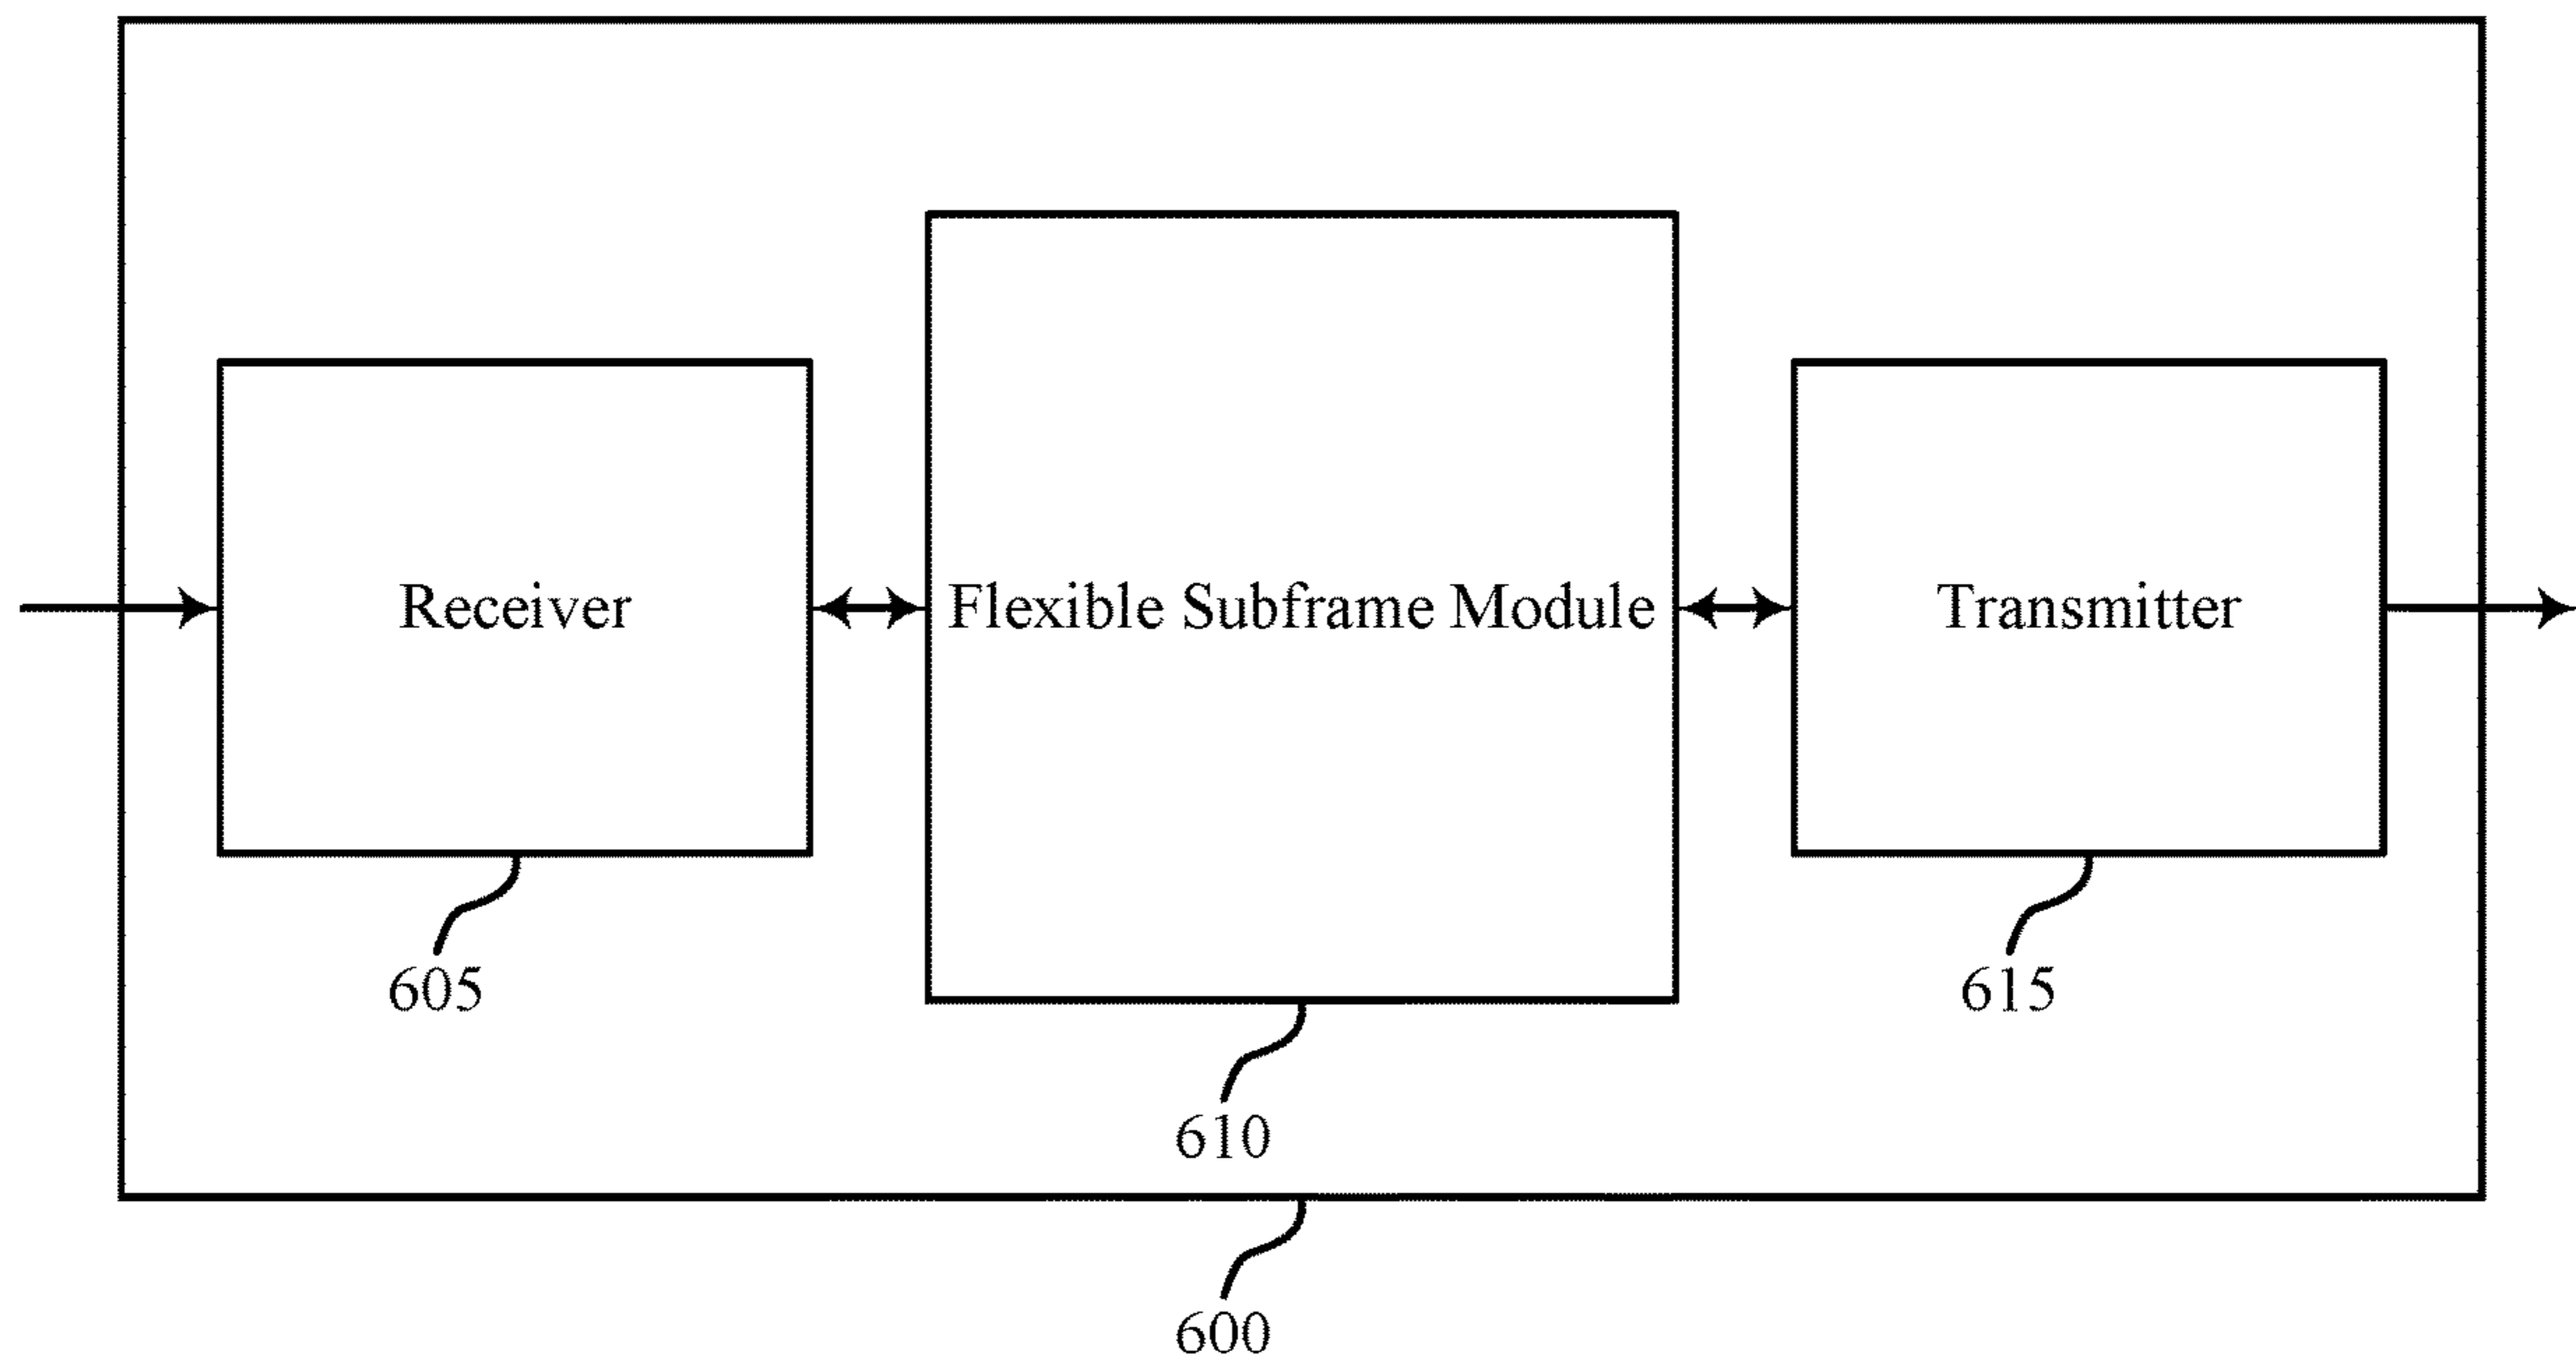 Receiver
Flexible Subframe Module
Transmitter
605
615
610
600